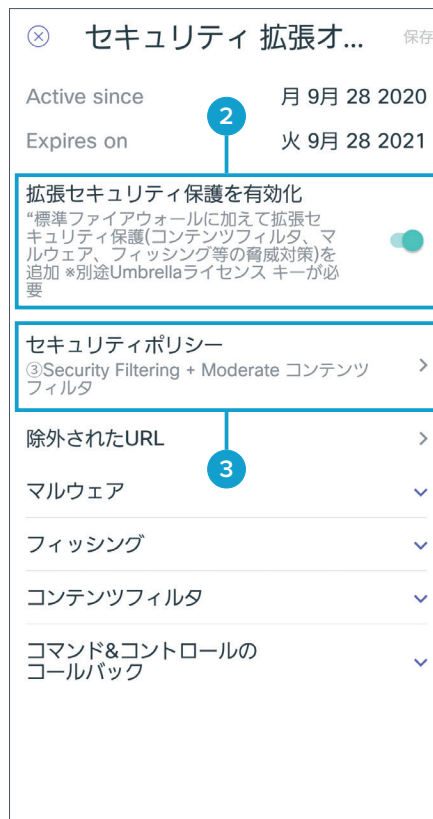 セキュリティ 拡張オ...
保存
Active since 月 9月 28 2020
2
Expires on 火 9月 28 2021
拡張セキュリティ保護を有効化
“標準ファイアウォールに加えて拡張セ
キュリティ保護(コンテンツフィルタ、マ
ルウェア、フィッシング等の脅威対策)を
追加 ※別途Umbrellaライセンス キーが必
要
セキュリティポリシー
③Security Filtering + Moderate コンテンツ
フィルタ
除外されたURL
3
マルウェア
フィッシング
コンテンツフィルタ
コマンド&コントロールの
コールバック